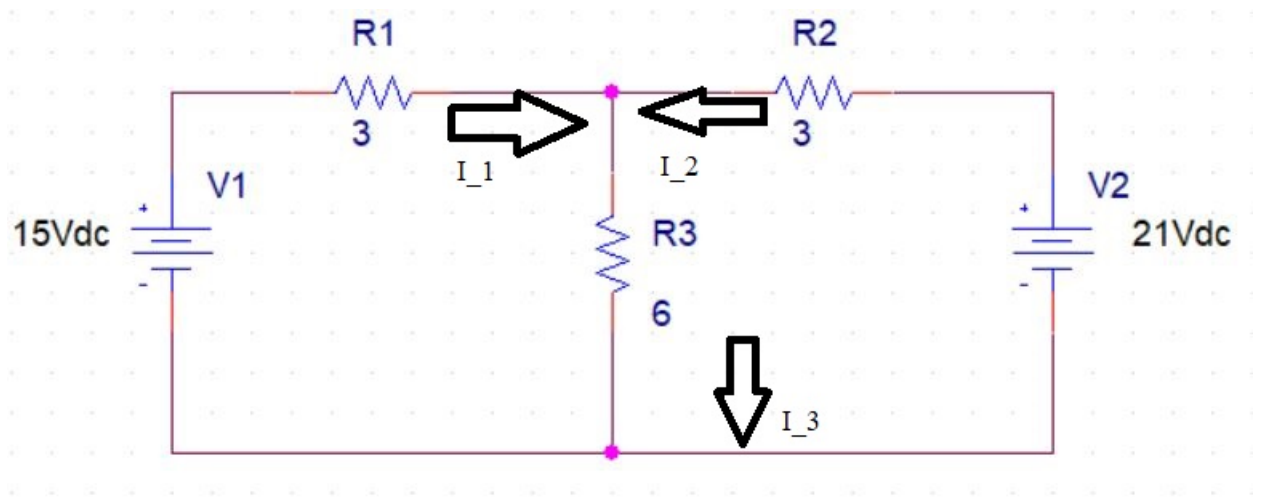 R1
R2
3
3
I_1
I_2
V1
V2
+
+
15Vdc
21Vdc
R3
-
-
6
I_3